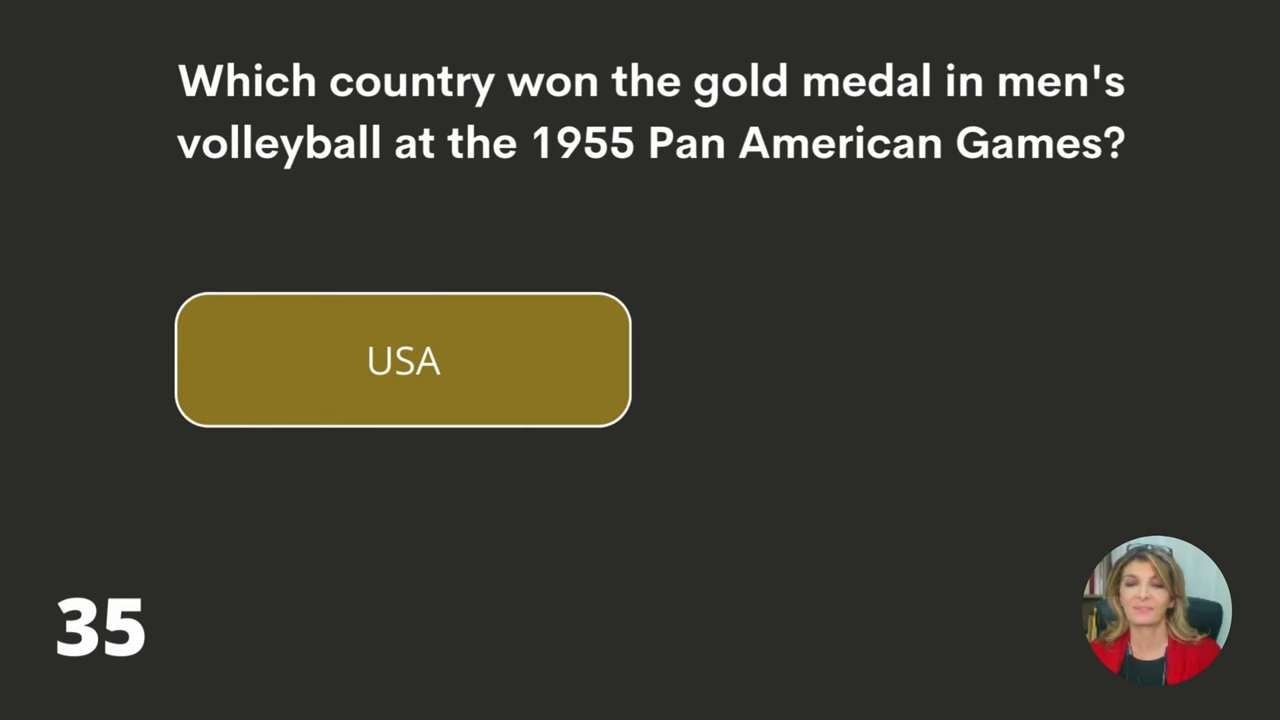 Which country won the gold medal in men's
volleyball at the 1955 Pan American Games?
USA
35